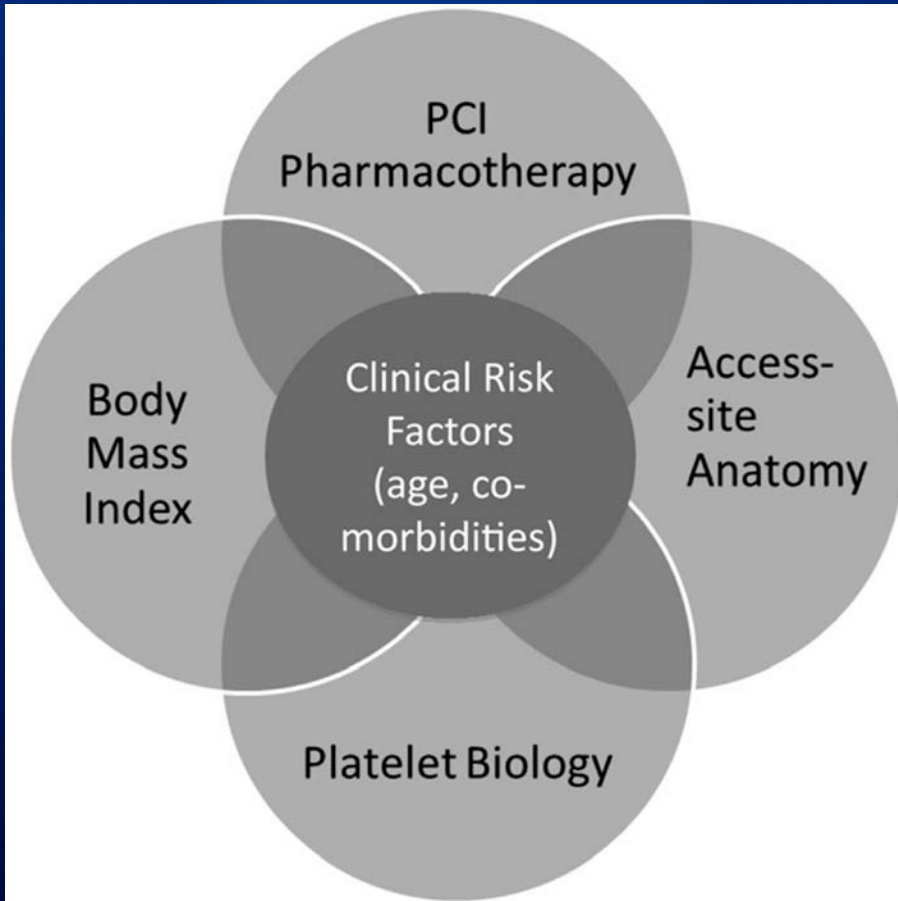 PCI
Pharmacotherapy
Body
Mass
Index
Clinical Risk
Factors
(age, co-
morbidities)
Access-
site
Anatomy
Platelet Biology